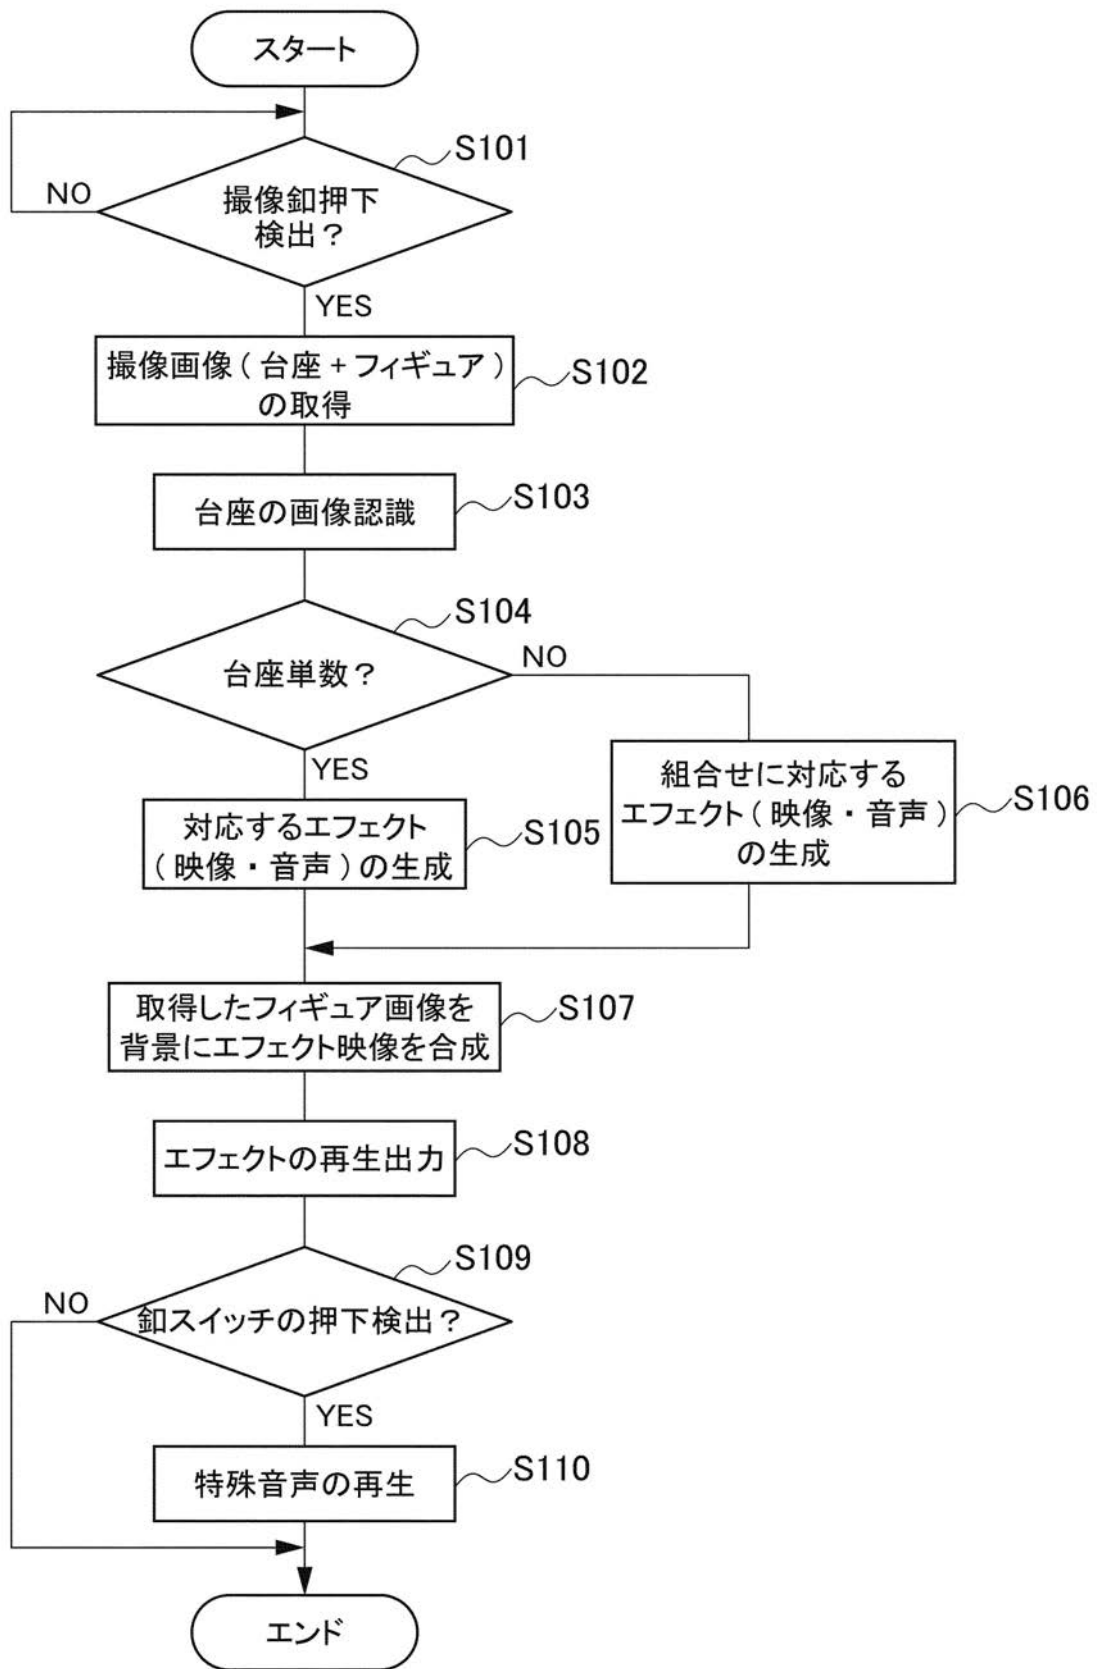 スタート
S101
NO
撮像釦押下
検出？
YES
撮像画像(台座+フィギュア)
の取得
S102
台座の画像認識
S103
S104
台座単数？
NO
YES
対応するエフェクト
(映像・音声)の生成
S105
組合せに対応する
エフェクト(映像・音声)
の生成
S106
取得したフィギュア画像を
背景にエフェクト映像を合成
S107
エフェクトの再生出力
S108
S109
NO
釦スイッチの押下検出？
YES
特殊音声の再生
S110
エンド